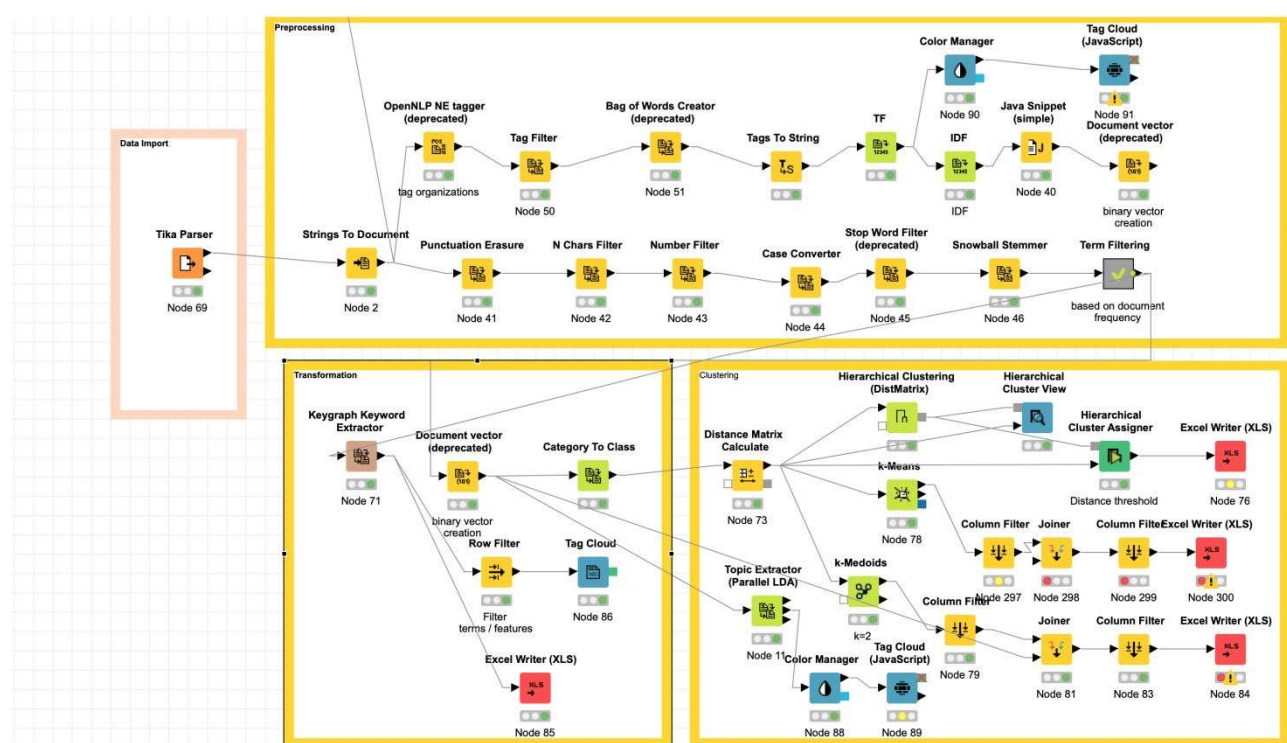 Preprocessing
Color Manager
Tag Cloud
(JavaScript)
Node 90
Node 91
OpenNLP NE tagger
(deprecated)
POS
tag organizations
Tag Filter
Node 50
Bag of Words Creator
(deprecated)
Node 51
Tags To String
TF
12345
IDF
12345
IDF
Java Snippet
(simple)
Node 40
Document vector
(deprecated)
binary vector
creation
Data Import
Tika Parser
Node 69
Strings To Document
Node 2
Punctuation Erasure
Node 41
N Chars Filter
Node 42
Number Filter
Node 43
Case Converter
Node 44
Stop Word Filter
(deprecated)
Node 45
Snowball Stemmer
Node 46
Term Filtering
based on document
frequency
Transformation
Keygraph Keyword
Extractor
Node 71
Document vector
(deprecated)
binary vector
creation
Category To Class
Row Filter
Filter
terms / features
Tag Cloud
Node 86
Excel Writer (XLS)
XLS
Node 85
Clustering
Hierarchical Clustering
(DistMatrix)
Hierarchical
Cluster View
Distance Matrix
Calculate
Node 73
Hierarchical
Cluster Assigner
Distance threshold
Excel Writer (XLS)
XLS
Node 76
k-Means
Node 78
Column Filter
Node 297
Joiner
Node 298
Column Filter
Node 299
Excel Writer (XLS)
XLS
Node 300
Topic Extractor
(Parallel LDA)
Node 11
k-Medoids
k=2
Column Filter
Node 79
Joiner
Node 81
Column Filter
Node 83
Excel Writer (XLS)
XLS
Node 84
Color Manager
Node 88
Tag Cloud
(JavaScript)
Node 89